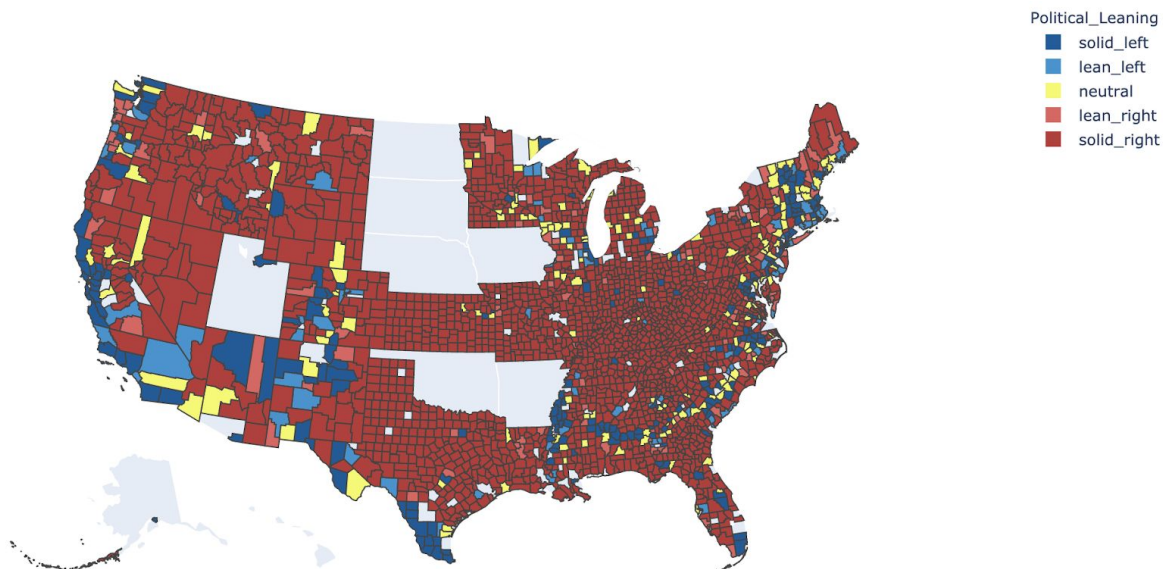 Political_Leaning
solid_left
lean_left
neutral
lean_right
solid_right